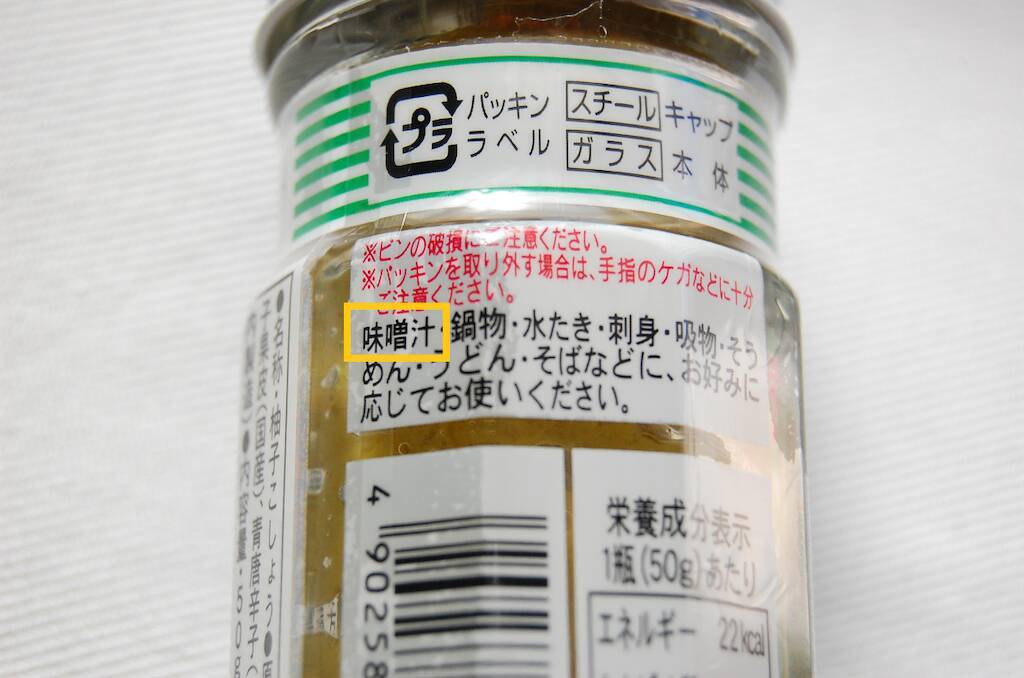 プラ
パッキン
ラベル
スチール キャップ
ガラス 本体
※ビンの破損にご注意ください。
※パッキンを取り外す場合は、手指のケガなどに十分
ご注意ください。
味噌汁・鍋物・水たき・刺身・吸物・そう
めん・うどん・そばなどに、お好みに
応じてお使いください。
4 90258
栄養成分表示
1瓶(50g)あたり
エネルギー 22kcal
●名称・柚子こしょう●原
子果皮(国産)、青唐辛子(
●内容量・50g